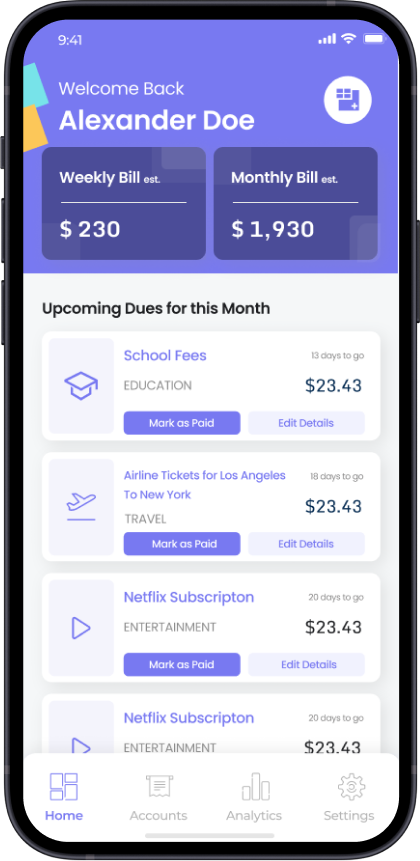 9:41
Welcome Back
Alexander Doe
Weekly Bill est.
Monthly Bill est.
$ 230
$ 1,930
Upcoming Dues for this Month
School Fees
13 days to go
EDUCATION
$23.43
Mark as Paid
Edit Details
Airline Tickets for Los Angeles
To New York
18 days to go
TRAVEL
$23.43
Mark as Paid
Edit Details
Netflix Subscripton
20 days to go
ENTERTAINMENT
$23.43
Mark as Paid
Edit Details
Netflix Subscripton
20 days to go
ENTERTAINMENT
$23.43
Home
Accounts
Analytics
Settings